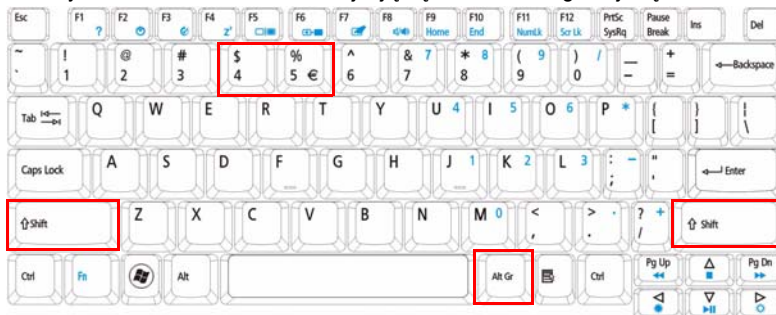 Esc F1 ? F2 F3 F4 Z F5 F6 F7 F8 F9 Home F10 End F11 NumLk F12 Scr Lk PrtSc SysRq Pause Break Ins Del
~ ` ! 1 @ 2 # 3 $ 4 % 5 € ^ 6 & 7 7 * 8 8 ( 9 9 ) / 0 _ - + = Backspace
Tab Q W E R T Y U 4 I 5 O 6 P * { [ } ] | \
Caps Lock A S D F G H J 1 K 2 L 3 : - ; " ' Enter
Shift Z X C V B N M 0 < , > . . ? + / Shift
Ctrl Fn Alt Alt Gr Ctrl Pg Up Pg Dn